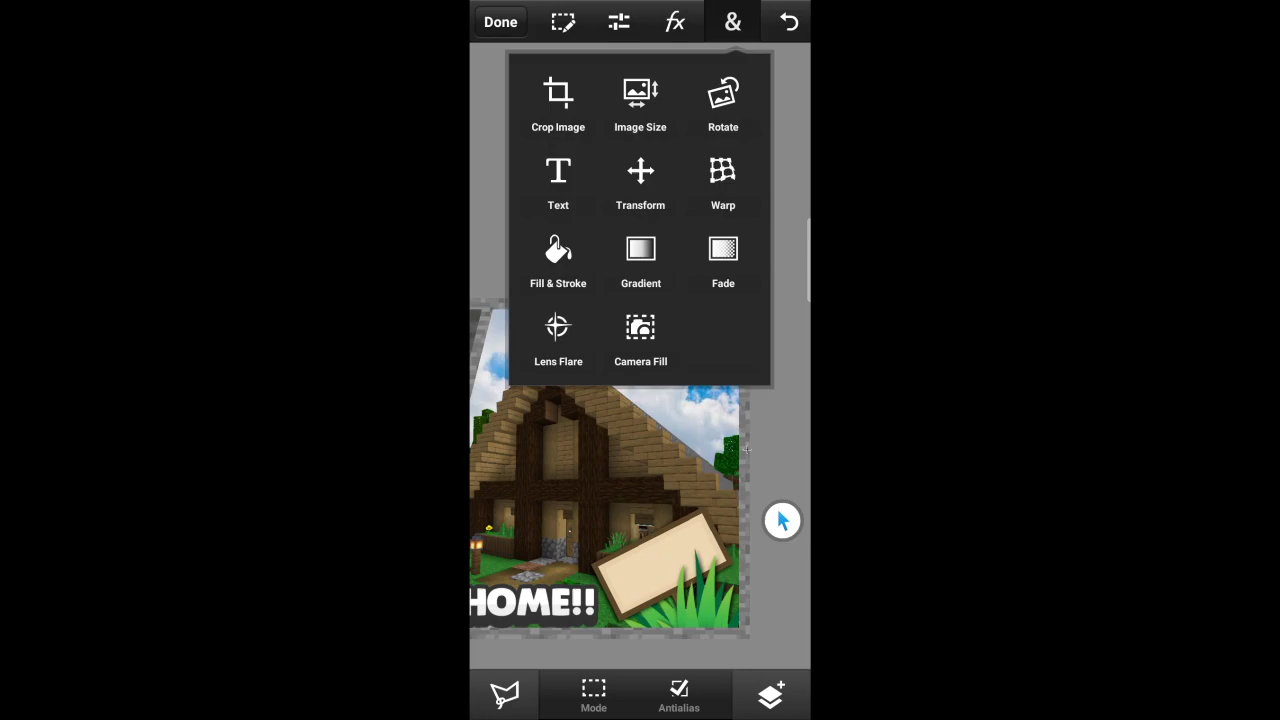 Done fx &
Crop Image Image Size Rotate
Text Transform Warp
Fill & Stroke Gradient Fade
Lens Flare Camera Fill
HOME!!
Mode Antialias